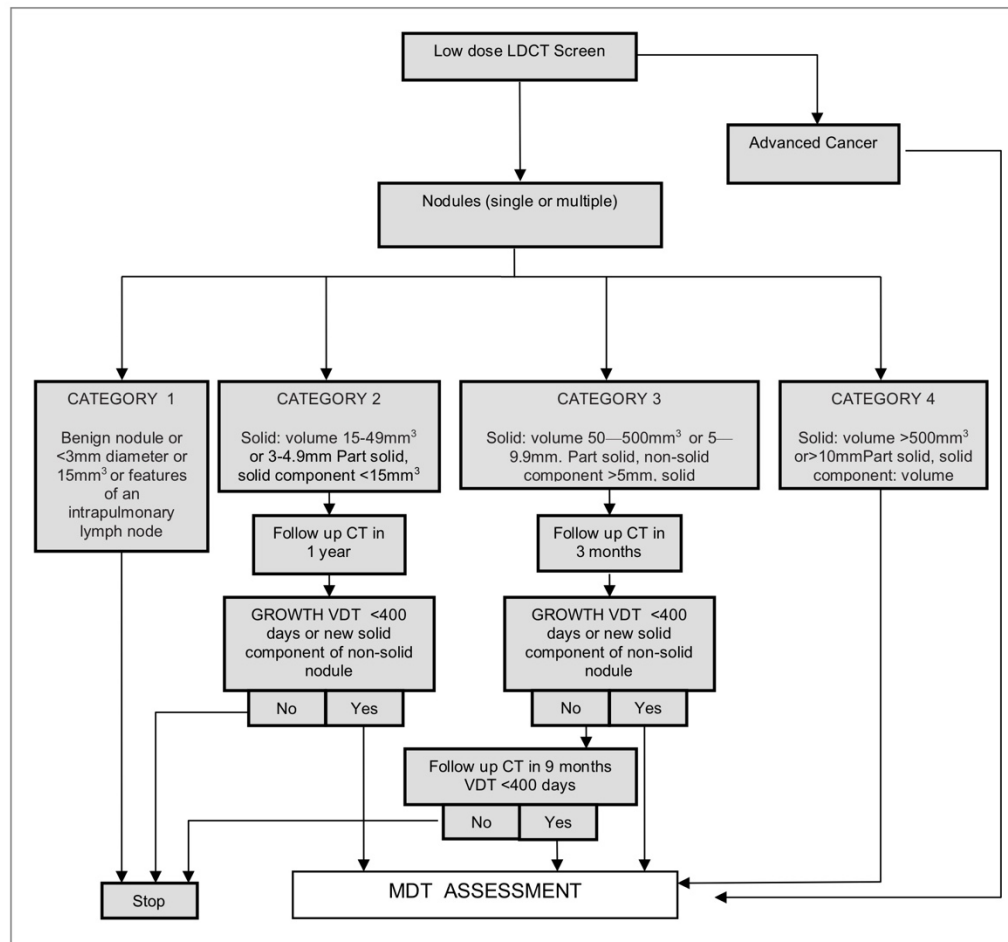 Low dose LDCT Screen
Advanced Cancer
Nodules (single or multiple)
CATEGORY 1
Benign nodule or
<3mm diameter or
15mm³ or features of
an
intrapulmonary
lymph node
CATEGORY 2
Solid: volume 15-49mm³
or 3-4.9mm Part solid,
solid component <15mm³
CATEGORY 3
Solid: volume 50—500mm³ or 5—
9.9mm. Part solid, non-solid
component >5mm, solid
CATEGORY 4
Solid: volume >500mm³
or>10mmPart solid, solid
component: volume
Follow up CT in
1 year
Follow up CT in
3 months
GROWTH VDT <400
days or new solid
component of non-solid
nodule
No Yes
GROWTH VDT <400
days or new solid
component of non-solid
nodule
No Yes
Follow up CT in 9 months
VDT <400 days
No Yes
Stop
MDT ASSESSMENT